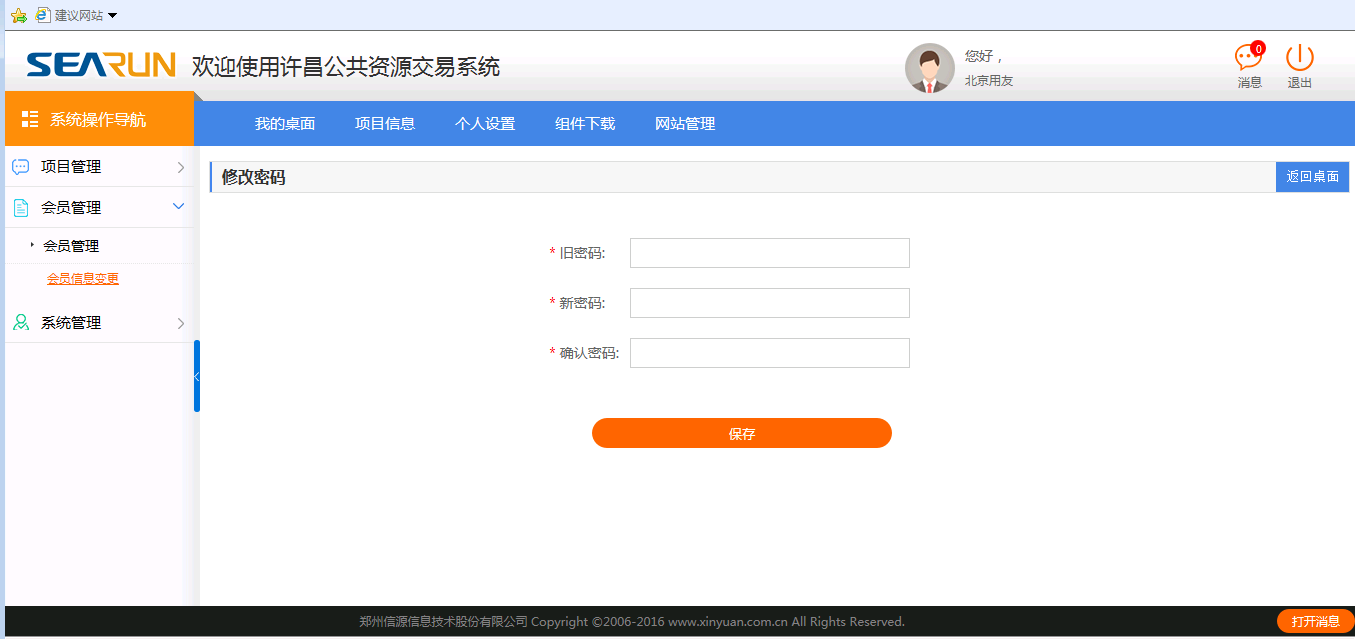 建议网站
SEARUN 欢迎使用许昌公共资源交易系统
您好，
北京用友
0
消息 退出
系统操作导航
我的桌面 项目信息 个人设置 组件下载 网站管理
项目管理
会员管理
会员管理
会员信息变更
系统管理
修改密码 返回桌面
* 旧密码:
* 新密码:
* 确认密码:
保存
郑州信源信息技术股份有限公司 Copyright ©2006-2016 www.xinyuan.com.cn All Rights Reserved.
打开消息